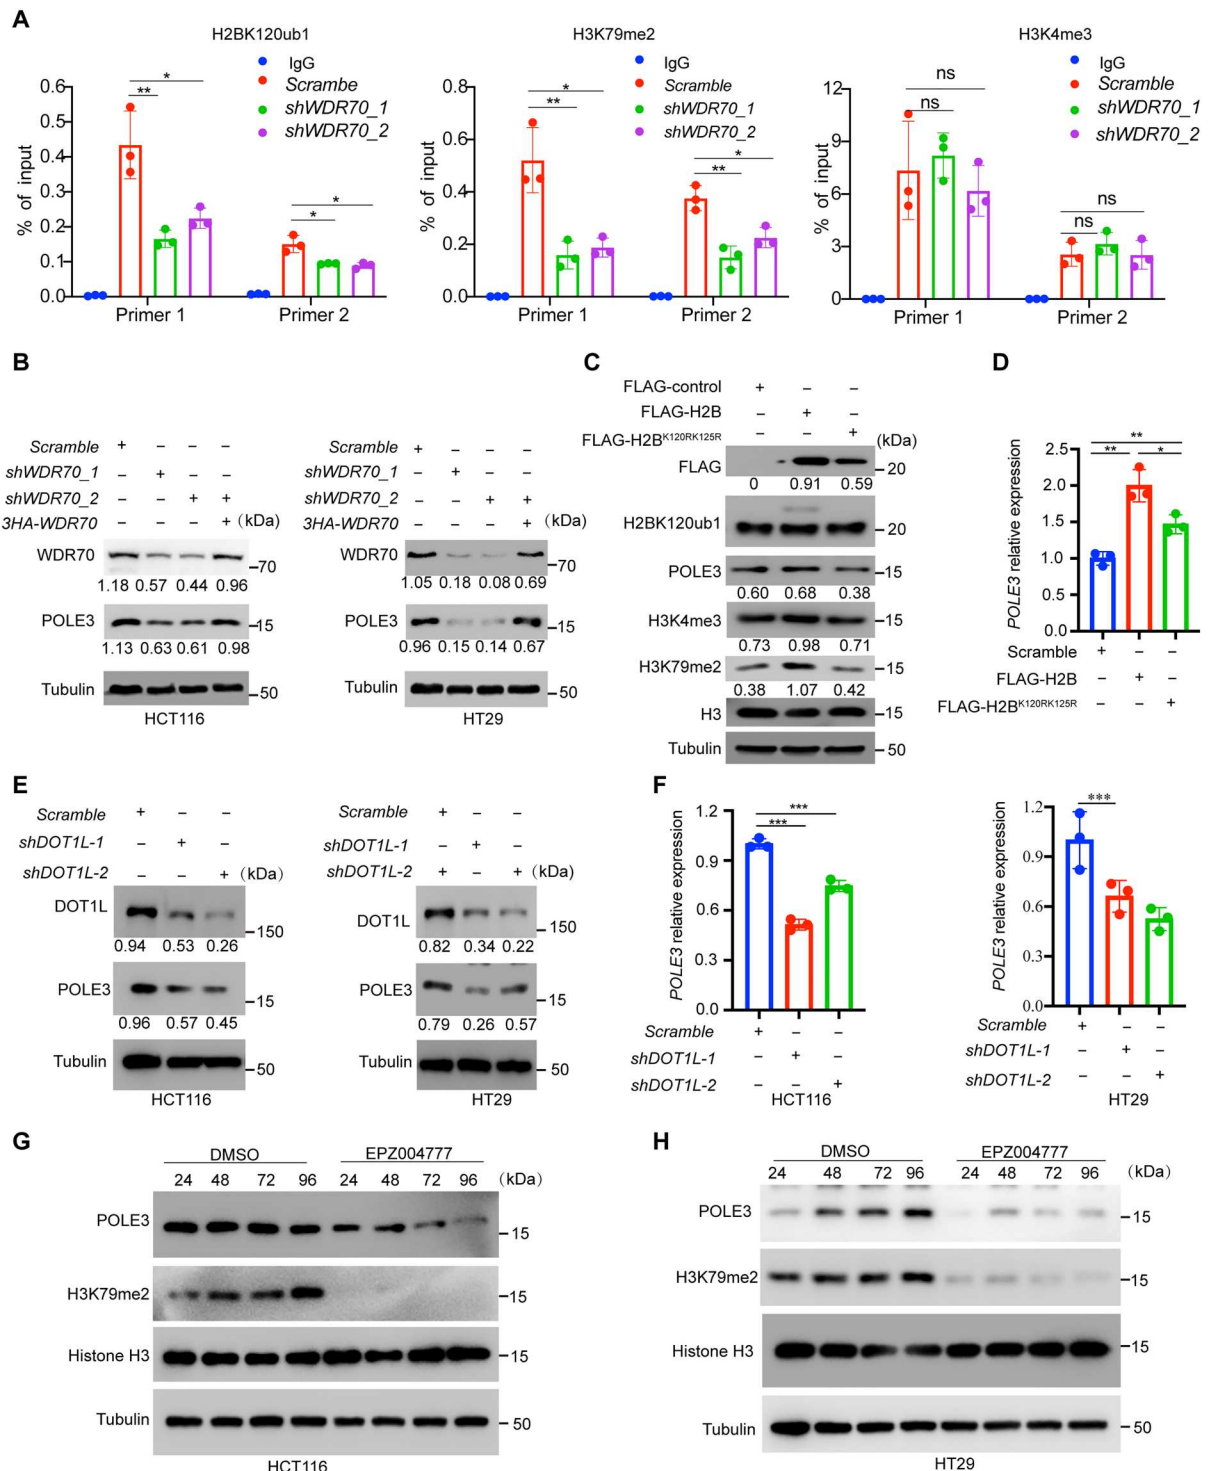 A
H2BK120ub1
IgG
Scrambe
shWDR70_1
shWDR70_2
% of input
0.6
0.5
0.4
0.3
0.2
0.1
0.0
** *
* *
Primer 1 Primer 2
H3K79me2
IgG
Scramble
shWDR70_1
shWDR70_2
% of input
0.8
0.6
0.4
0.2
0.0
** *
** *
Primer 1 Primer 2
H3K4me3
IgG
Scramble
shWDR70_1
shWDR70_2
% of input
12
9
6
3
0
ns
ns
ns
ns
Primer 1 Primer 2
B
Scramble + – – –
shWDR70_1 – + – –
shWDR70_2 – – + +
3HA-WDR70 – – – + (kDa)
WDR70 70
1.18 0.57 0.44 0.96
POLE3 15
1.13 0.63 0.61 0.98
Tubulin 50
HCT116
Scramble + – – –
shWDR70_1 – + – –
shWDR70_2 – – + +
3HA-WDR70 – – – + (kDa)
WDR70 70
1.05 0.18 0.08 0.69
POLE3 15
0.96 0.15 0.14 0.67
Tubulin 50
HT29
C
FLAG-control + – –
FLAG-H2B – + –
FLAG-H2BK120RK125R – – + (kDa)
FLAG 20
0 0.91 0.59
H2BK120ub1 20
POLE3 15
0.60 0.68 0.38
H3K4me3 15
0.73 0.98 0.71
H3K79me2 15
0.38 1.07 0.42
H3 15
Tubulin 50
D
POLE3 relative expression
2.5
2.0
1.5
1.0
0.5
0.0
**
** *
Scramble + – –
FLAG-H2B – + –
FLAG-H2BK120RK125R – – +
E
Scramble + – –
shDOT1L-1 – + –
shDOT1L-2 – – + (kDa)
DOT1L 150
0.94 0.53 0.26
POLE3 15
0.96 0.57 0.45
Tubulin 50
HCT116
Scramble + – –
shDOT1L-1 – + –
shDOT1L-2 + – + (kDa)
DOT1L 150
0.82 0.34 0.22
POLE3 15
0.79 0.26 0.57
Tubulin 50
HT29
F
POLE3 relative expression
1.2
0.9
0.6
0.3
0.0
***
***
Scramble + – –
shDOT1L-1 – + –
shDOT1L-2 – – +
HCT116
POLE3 relative expression
1.2
0.9
0.6
0.3
0.0
***
Scramble + – –
shDOT1L-1 – + –
shDOT1L-2 – – +
HT29
G
DMSO EPZ004777
24 48 72 96 24 48 72 96 (kDa)
POLE3 15
H3K79me2 15
Histone H3 15
Tubulin 50
HCT116
H
DMSO EPZ004777
24 48 72 96 24 48 72 96 (kDa)
POLE3 15
H3K79me2 15
Histone H3 15
Tubulin 50
HT29